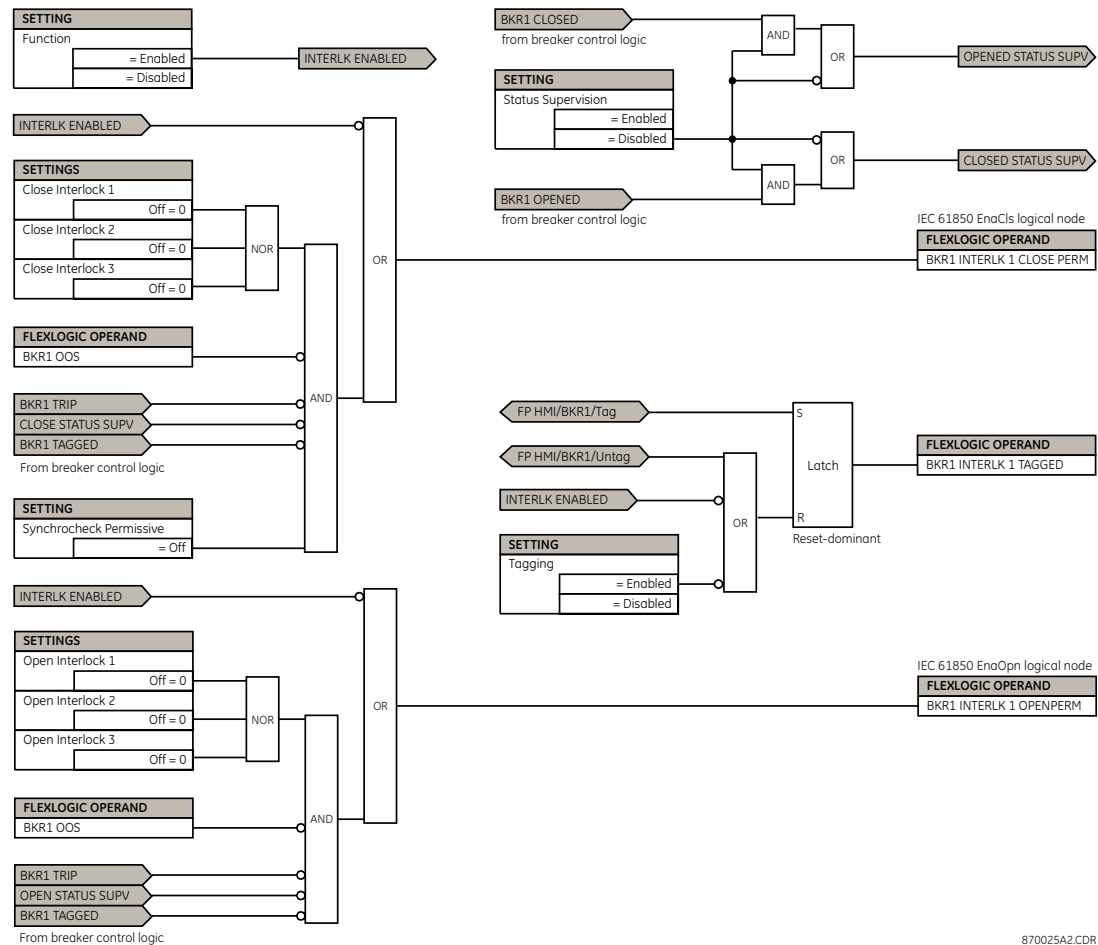 SETTING
Function
= Enabled
= Disabled
INTERLK ENABLED
INTERLK ENABLED
SETTINGS
Close Interlock 1
Off = 0
Close Interlock 2
Off = 0
Close Interlock 3
Off = 0
NOR
FLEXLOGIC OPERAND
BKR1 OOS
BKR1 TRIP
CLOSE STATUS SUPV
BKR1 TAGGED
From breaker control logic
SETTING
Synchrocheck Permissive
= Off
AND
OR
INTERLK ENABLED
SETTINGS
Open Interlock 1
Off = 0
Open Interlock 2
Off = 0
Open Interlock 3
Off = 0
NOR
FLEXLOGIC OPERAND
BKR1 OOS
BKR1 TRIP
OPEN STATUS SUPV
BKR1 TAGGED
From breaker control logic
AND
OR
BKR1 CLOSED
from breaker control logic
AND
OR
OPENED STATUS SUPV
SETTING
Status Supervision
= Enabled
= Disabled
OR
CLOSED STATUS SUPV
AND
BKR1 OPENED
from breaker control logic
IEC 61850 EnaCls logical node
FLEXLOGIC OPERAND
BKR1 INTERLK 1 CLOSE PERM
FP HMI/BKR1/Tag
FP HMI/BKR1/Untag
INTERLK ENABLED
SETTING
Tagging
= Enabled
= Disabled
OR
S
Latch
R
Reset-dominant
FLEXLOGIC OPERAND
BKR1 INTERLK 1 TAGGED
IEC 61850 EnaOpn logical node
FLEXLOGIC OPERAND
BKR1 INTERLK 1 OPENPERM
870025A2.CDR